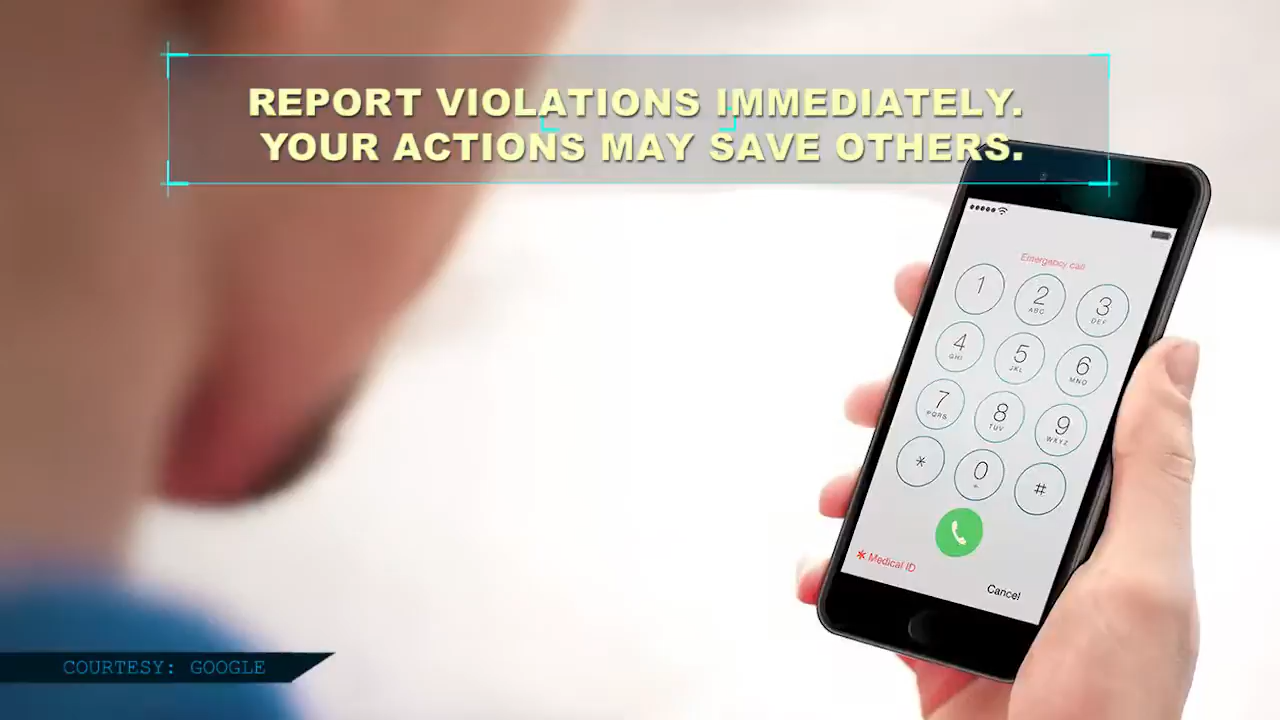 REPORT VIOLATIONS IMMEDIATELY.
YOUR ACTIONS MAY SAVE OTHERS.
Emergency call
1
2
ABC
3
DEF
4
GHI
5
JKL
6
MNO
7
PQRS
8
TUV
9
WXYZ
*
0
+
#
* Medical ID
Cancel
COURTESY: GOOGLE